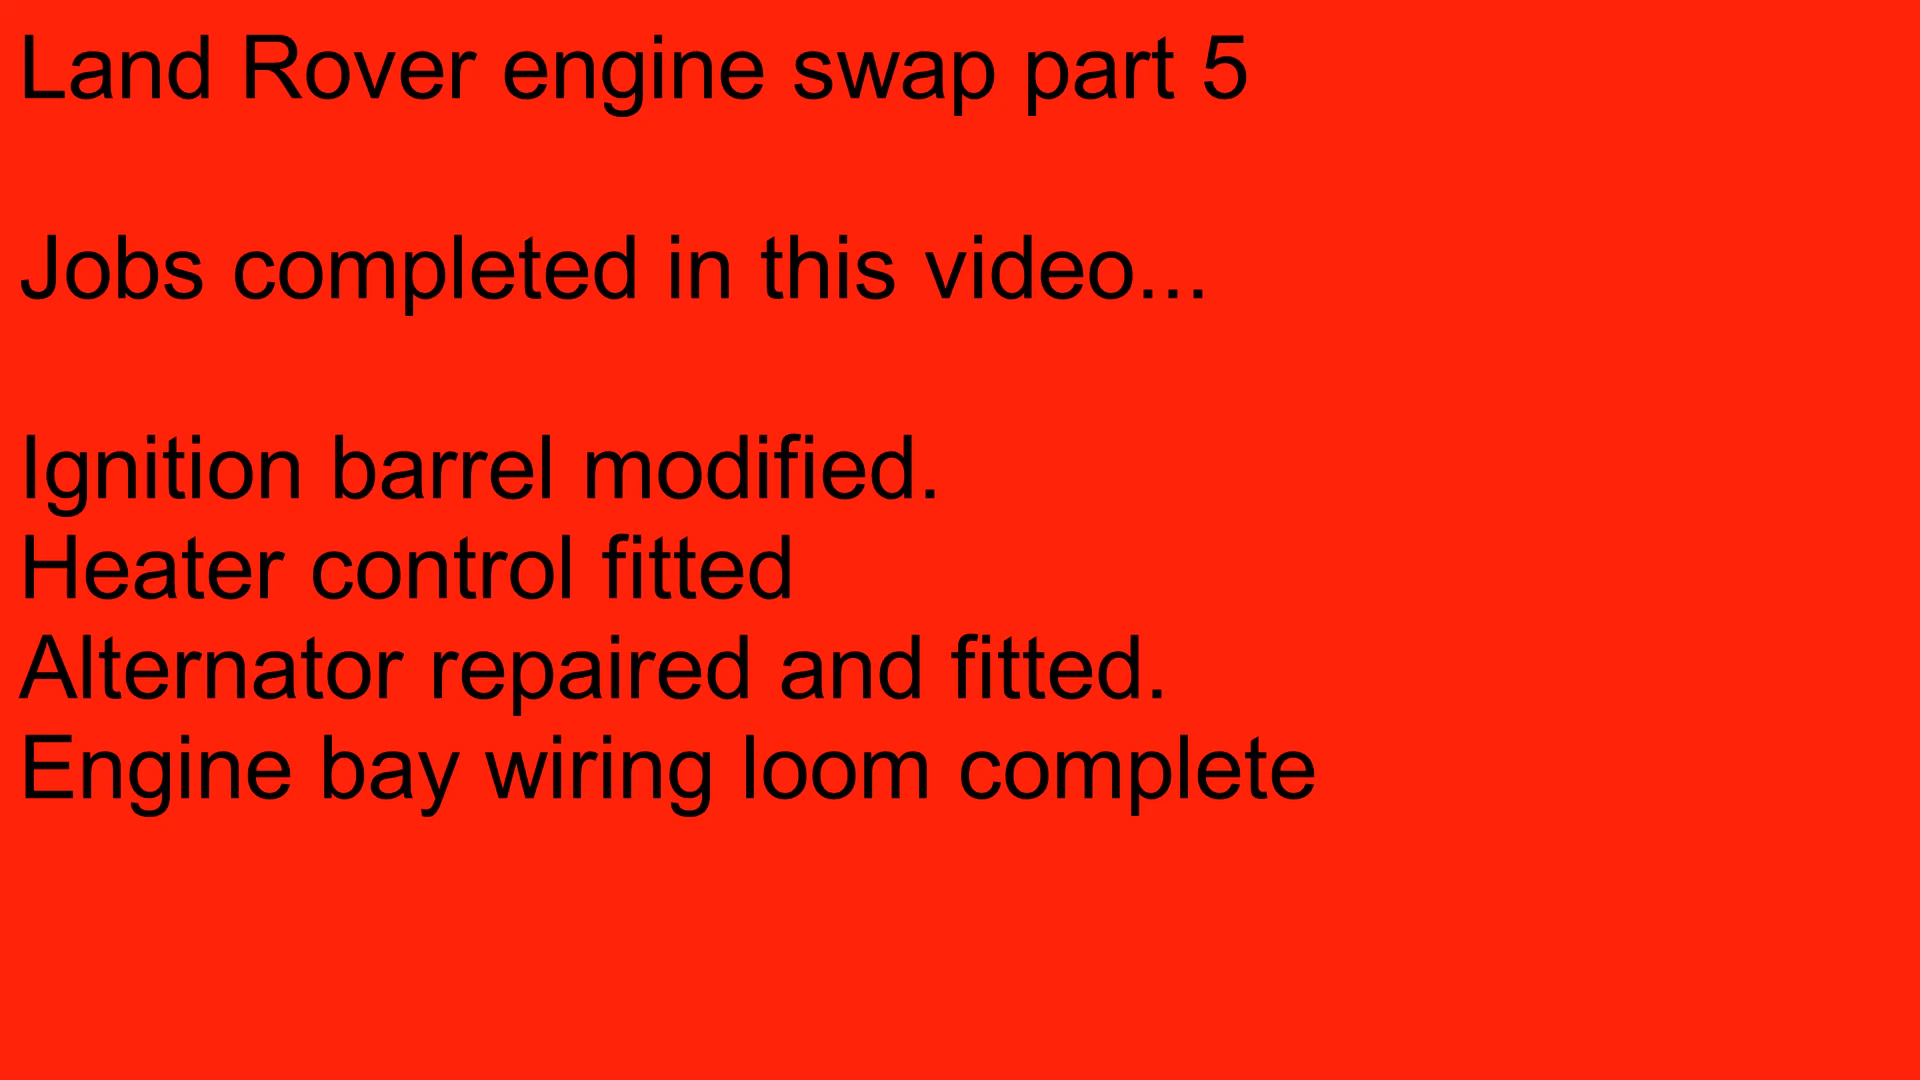 Land Rover engine swap part 5
Jobs completed in this video...
Ignition barrel modified.
Heater control fitted
Alternator repaired and fitted.
Engine bay wiring loom complete